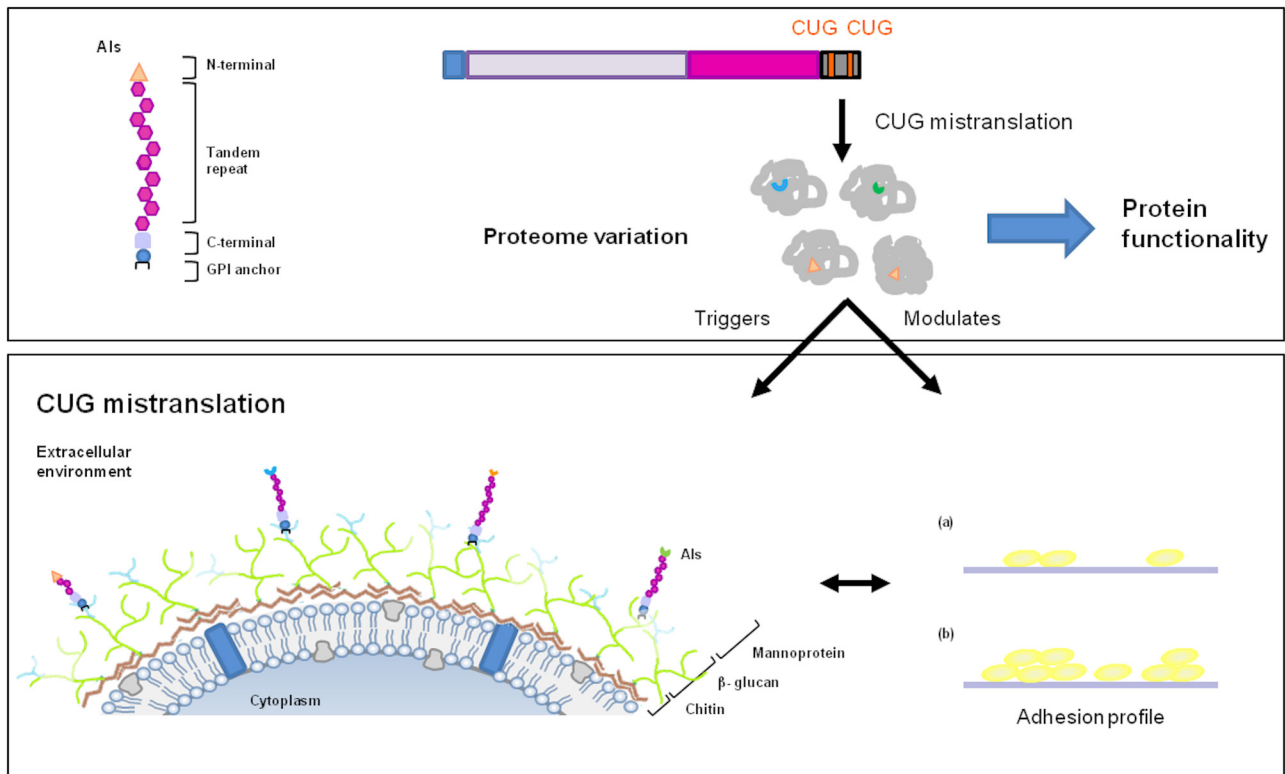 Als
N-terminal
Tandem
repeat
C-terminal
GPI anchor
CUG CUG
CUG mistranslation
Proteome variation
Protein
functionality
Triggers
Modulates
CUG mistranslation
Extracellular
environment
Als
Mannoprotein
β- glucan
Chitin
Cytoplasm
(a)
(b)
Adhesion profile